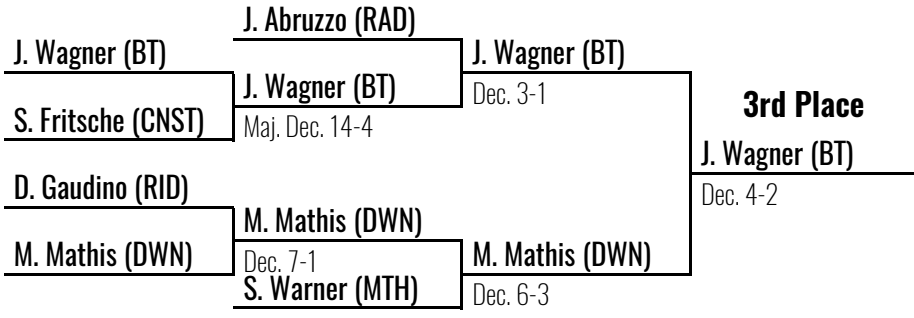 J. Abruzzo (RAD)
J. Wagner (BT)
J. Wagner (BT)
J. Wagner (BT)
Dec. 3-1
S. Fritsche (CNST)
Maj. Dec. 14-4
3rd Place
J. Wagner (BT)
Dec. 4-2
D. Gaudino (RID)
M. Mathis (DWN)
M. Mathis (DWN)
Dec. 7-1
M. Mathis (DWN)
S. Warner (MTH)
Dec. 6-3